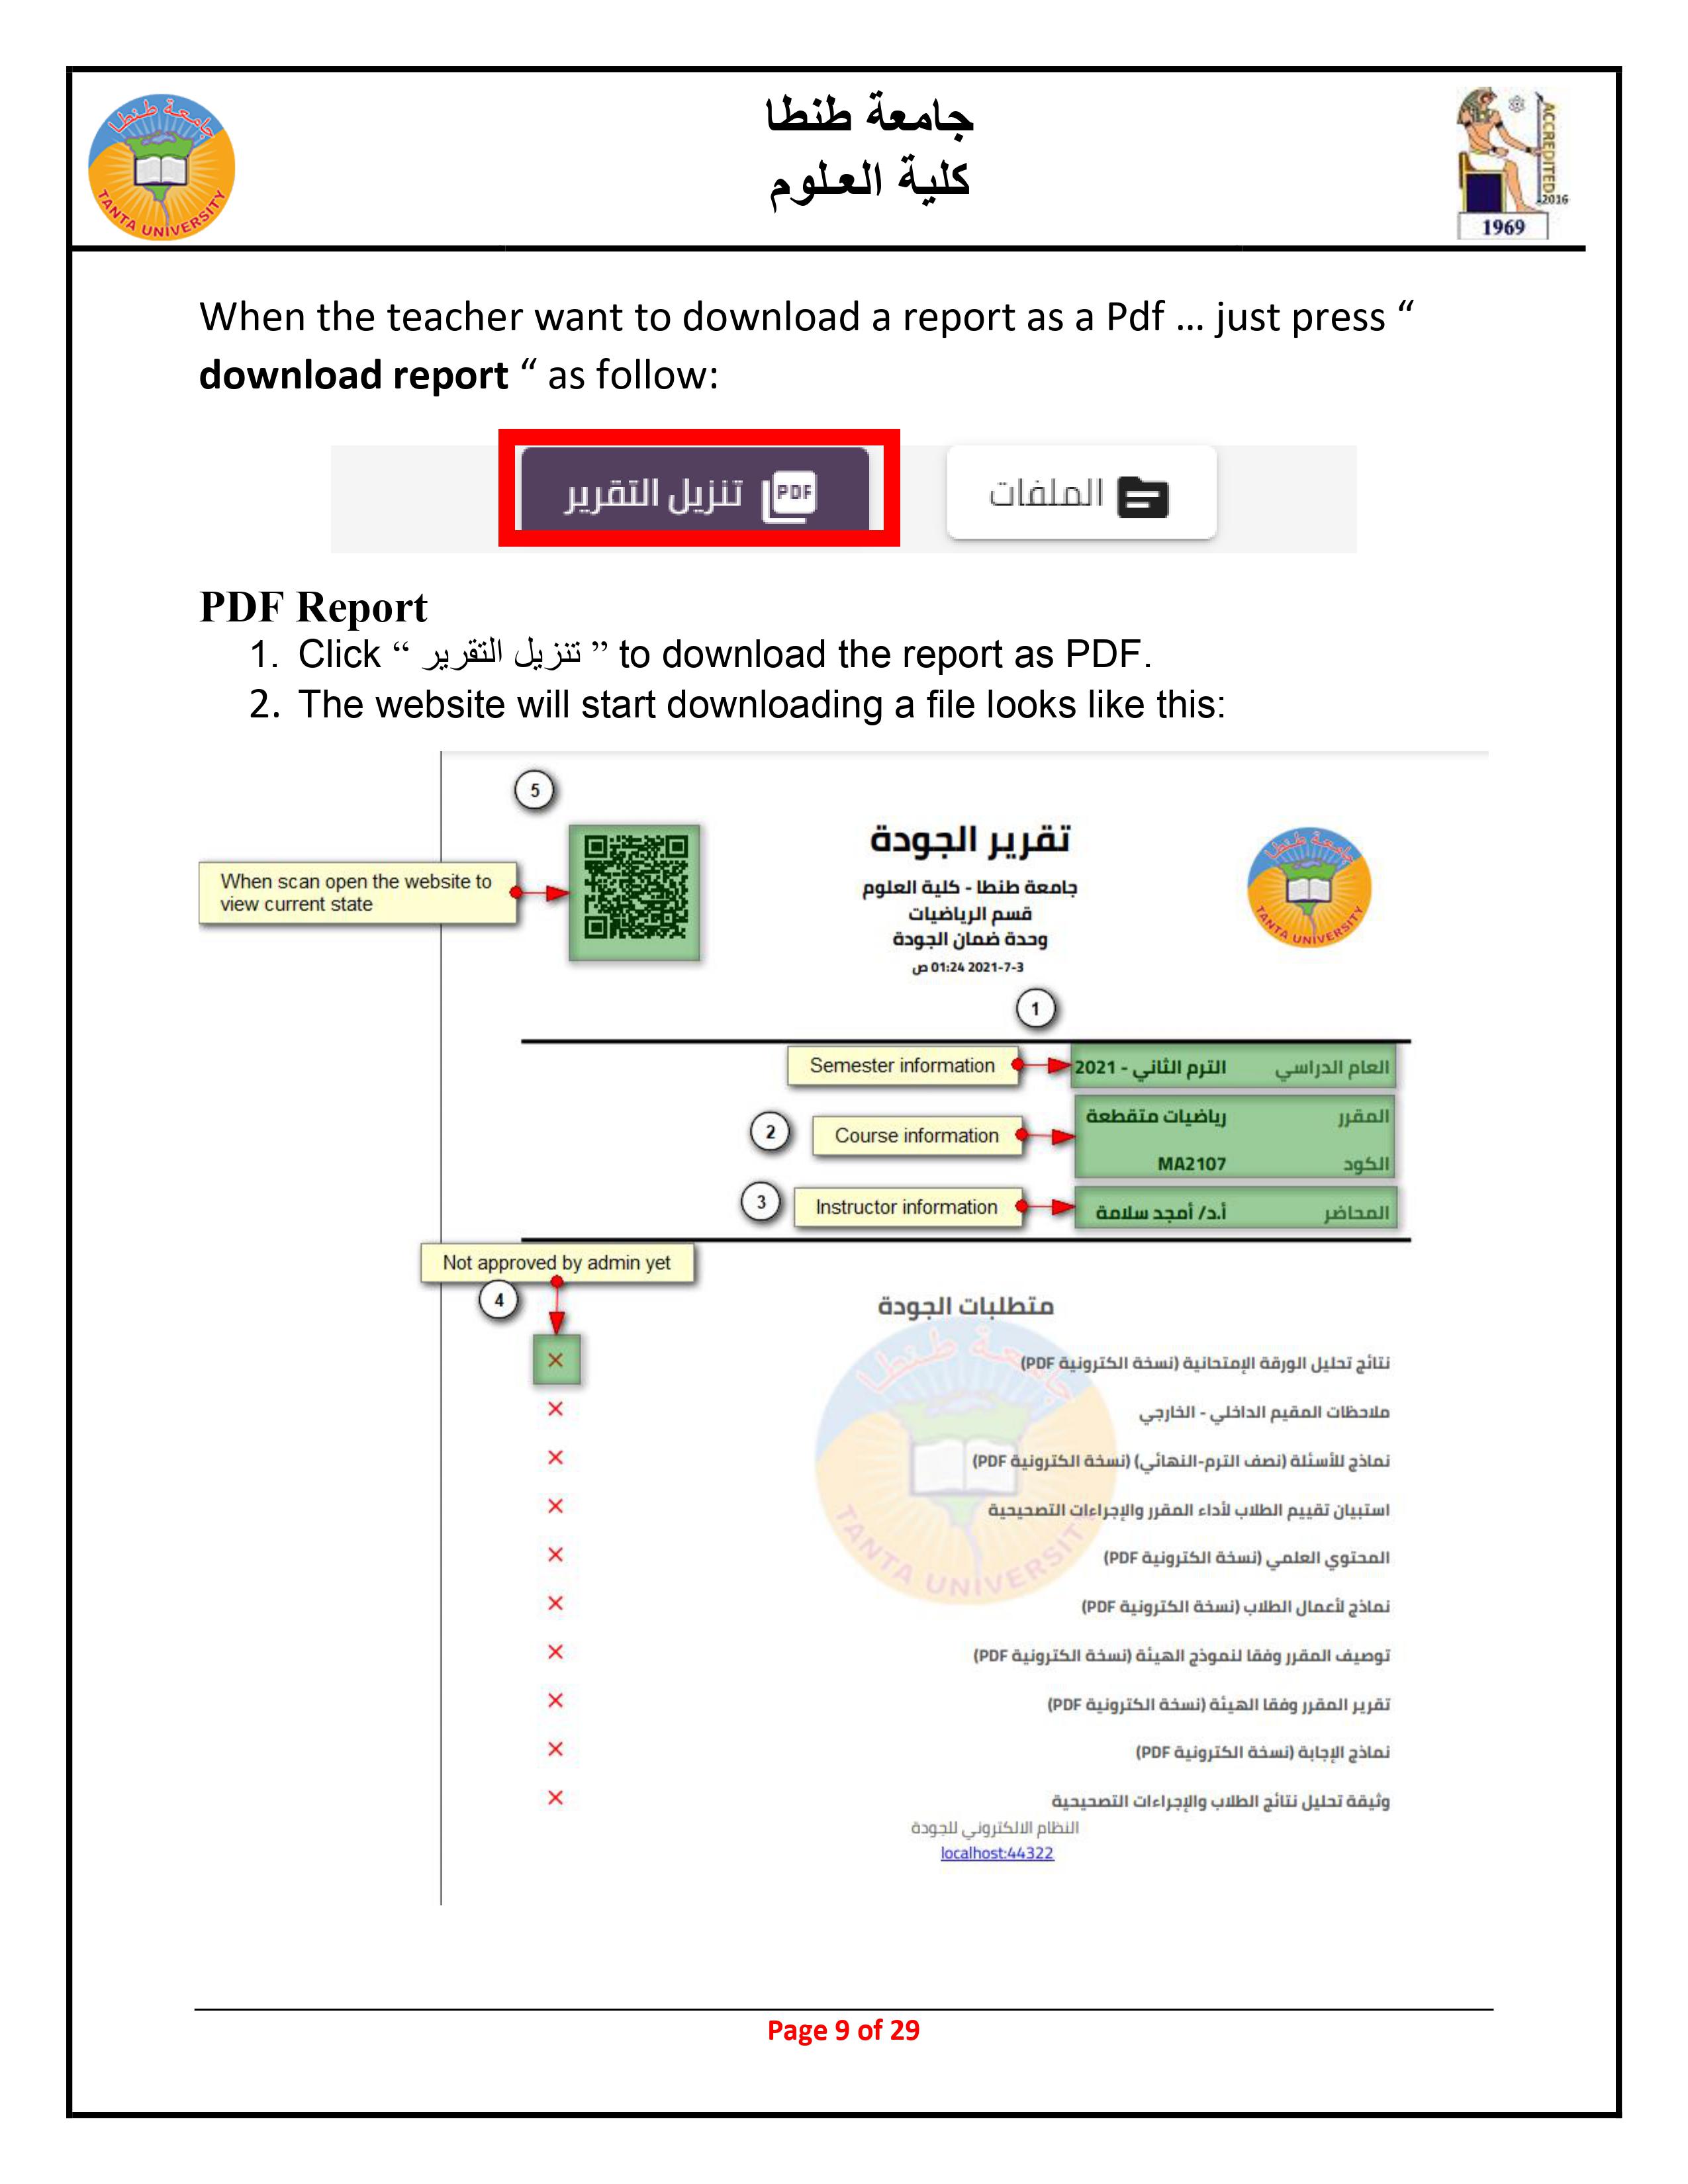 جامعة طنطا
TANTA UNIVERSITY
جامعة طنطا
كلية العلوم
ACCREDITED
2016
1969
When the teacher want to download a report as a Pdf ... just press “
download report “ as follow:
تنزيل التقرير PDF
الملفات
PDF Report
1. Click “ تنزيل التقرير ” to download the report as PDF.
2. The website will start downloading a file looks like this:
5
When scan open the website to
view current state
تقرير الجودة
جامعة طنطا - كلية العلوم
قسم الرياضيات
وحدة ضمان الجودة
3-7-2021 01:24 ص
جامعة طنطا
TANTA UNIVERSITY
1
Semester information
العام الدراسي الترم الثاني - 2021
2
Course information
المقرر رياضيات متقطعة
الكود MA2107
3
Instructor information
المحاضر أ.د/ أمجد سلامة
Not approved by admin yet
4
متطلبات الجودة
جامعة طنطا
TANTA UNIVERSITY
نتائج تحليل الورقة الإمتحانية (نسخة الكترونية PDF)
ملاحظات المقيم الداخلي - الخارجي
نماذج للأسئلة (نصف الترم-النهائي) (نسخة الكترونية PDF)
استبيان تقييم الطلاب لأداء المقرر والإجراءات التصحيحية
المحتوي العلمي (نسخة الكترونية PDF)
نماذج لأعمال الطلاب (نسخة الكترونية PDF)
توصيف المقرر وفقا لنموذج الهيئة (نسخة الكترونية PDF)
تقرير المقرر وفقا الهيئة (نسخة الكترونية PDF)
نماذج الإجابة (نسخة الكترونية PDF)
وثيقة تحليل نتائج الطلاب والإجراءات التصحيحية
النظام الالكتروني للجودة
localhost:44322
Page 9 of 29